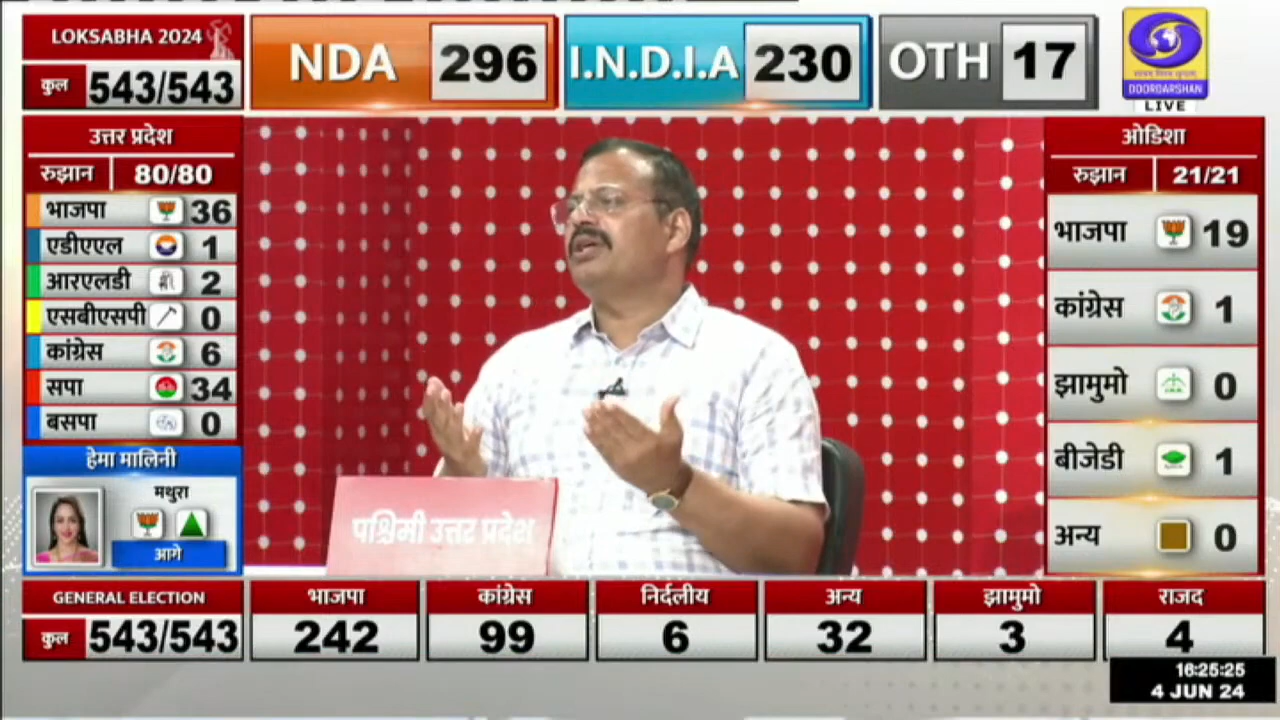 LOKSABHA 2024
कुल 543/543
NDA 296
I.N.D.I.A 230
OTH 17
DOORDARSHAN
LIVE
उत्तर प्रदेश
रुझान 80/80
भाजपा 36
एडीएएल 1
आरएलडी 2
एसबीएसपी 0
कांग्रेस 6
सपा 34
बसपा 0
हेमा मालिनी
मथुरा
आगे
पश्चिमी उत्तर प्रदेश
ओडिशा
रुझान 21/21
भाजपा 19
कांग्रेस 1
झामुमो 0
बीजेडी 1
अन्य 0
GENERAL ELECTION
कुल 543/543
भाजपा 242
कांग्रेस 99
निर्दलीय 6
अन्य 32
झामुमो 3
राजद 4
16:25:25
4 JUN 24